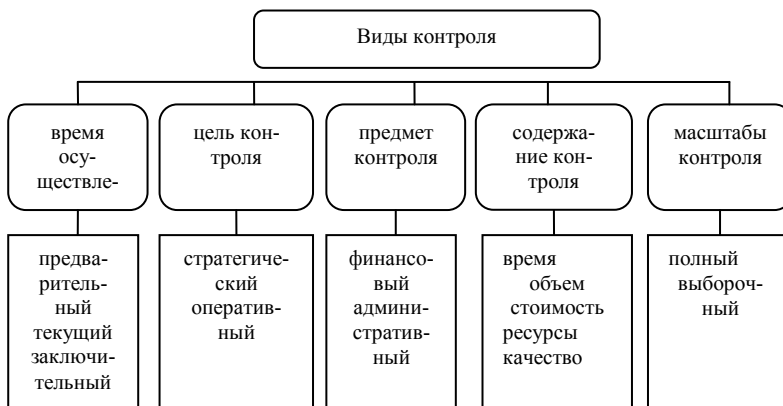 Виды контроля
время
осу-
ществле-
цель кон-
троля
предмет
контроля
содержа-
ние кон-
троля
масштабы
контроля
предва-
ритель-
ный
текущий
заключи-
тельный
стратегиче-
ский
оператив-
ный
финансо-
вый
админи-
стратив-
ный
время
объем
стоимость
ресурсы
качество
полный
выбороч-
ный